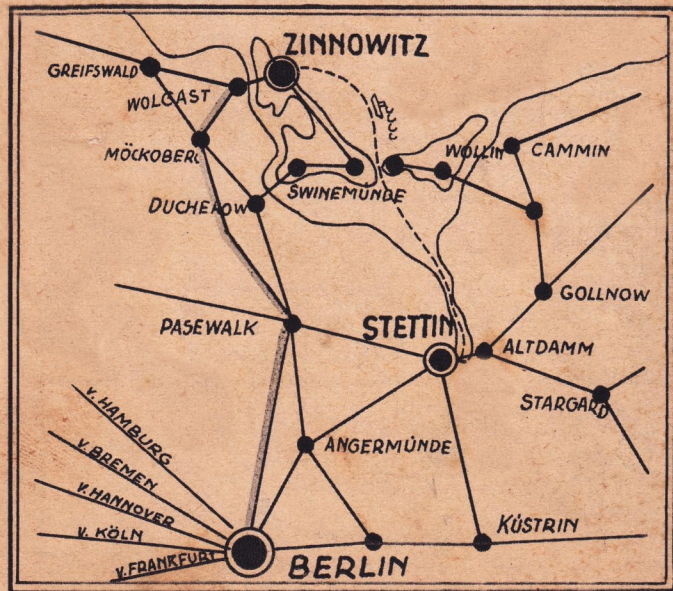 ZINNOWITZ
GREIFSWALD
WOLGAST
MÖCKOBERG
WOLLIN
CAMMIN
SWINEMÜNDE
DUCHEROW
GOLLNOW
PASEWALK
STETTIN
ALTDAMM
STARGARD
v. HAMBURG
v. BREMEN
v. HANNOVER
v. KÖLN
v. FRANKFURT
ANGERMÜNDE
KÜSTRIN
BERLIN